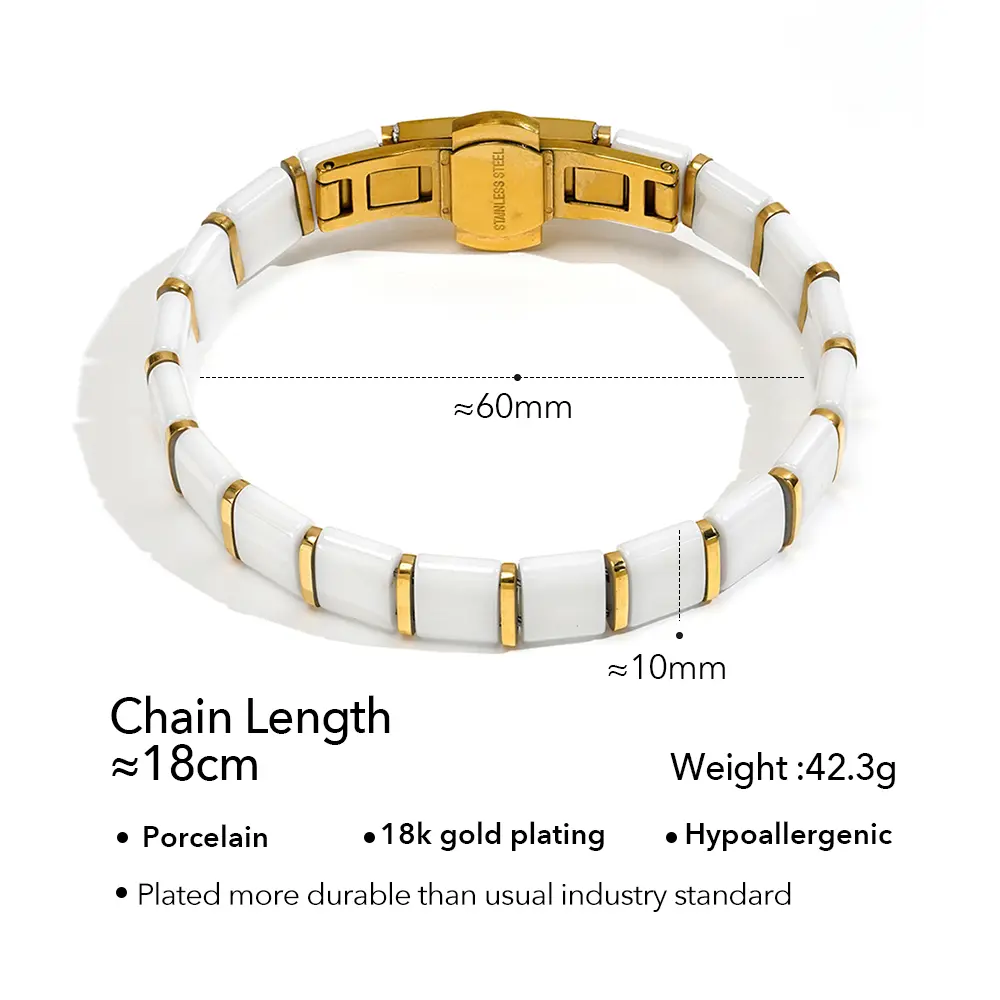 STAINLESS STEEL
≈60mm
≈10mm
Chain Length
≈18cm
Weight :42.3g
• Porcelain
• 18k gold plating
• Hypoallergenic
• Plated more durable than usual industry standard